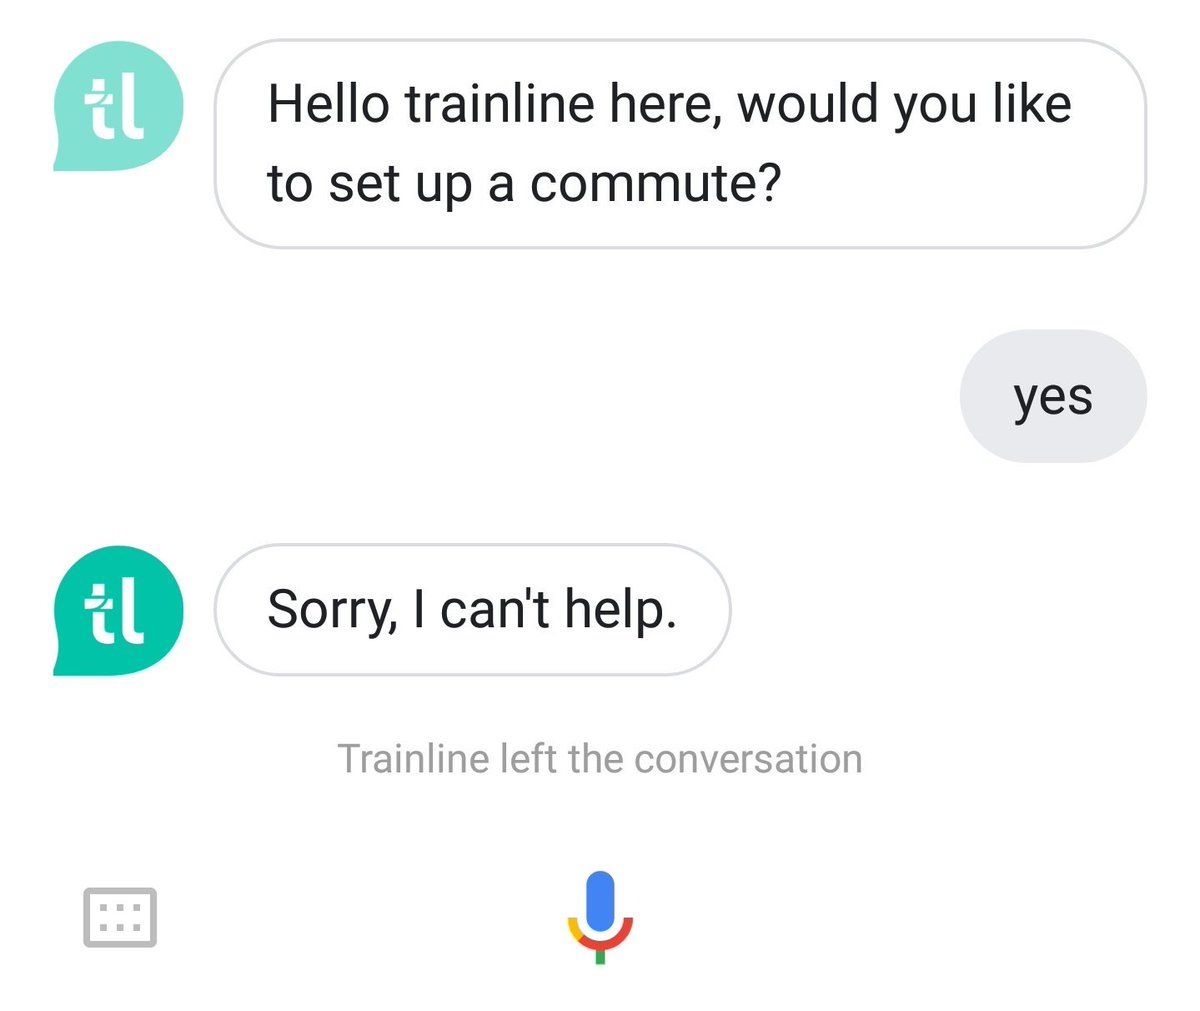 tl
Hello trainline here, would you like
to set up a commute?
yes
tl
Sorry, I can't help.
Trainline left the conversation